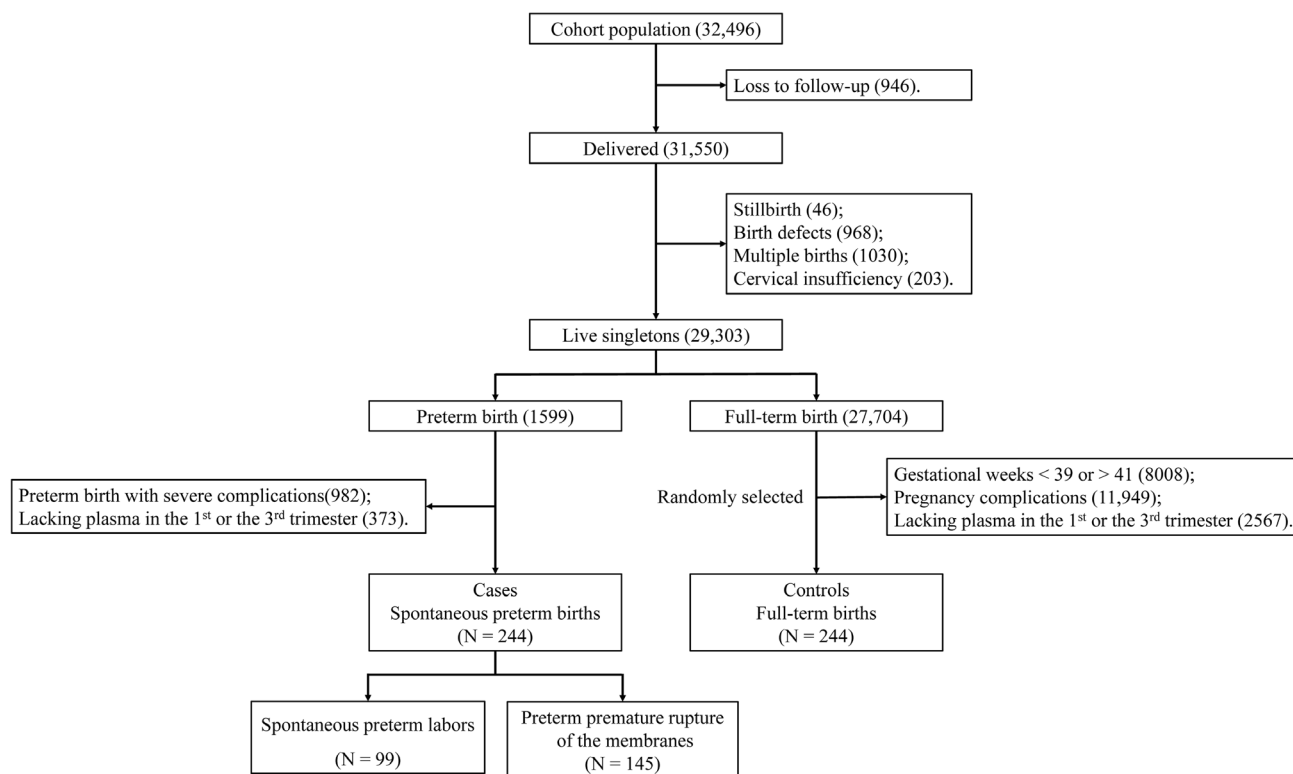 Cohort population (32,496)
Loss to follow-up (946).
Delivered (31,550)
Stillbirth (46);
Birth defects (968);
Multiple births (1030);
Cervical insufficiency (203).
Live singletons (29,303)
Preterm birth (1599)
Full-term birth (27,704)
Preterm birth with severe complications(982);
Lacking plasma in the 1st or the 3rd trimester (373).
Randomly selected
Gestational weeks < 39 or > 41 (8008);
Pregnancy complications (11,949);
Lacking plasma in the 1st or the 3rd trimester (2567).
Cases
Spontaneous preterm births
(N = 244)
Controls
Full-term births
(N = 244)
Spontaneous preterm labors
(N = 99)
Preterm premature rupture
of the membranes
(N = 145)